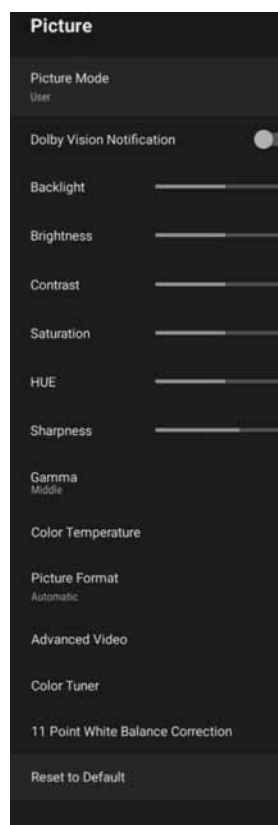 Picture
Picture Mode
User
Dolby Vision Notification
Backlight
Brightness
Contrast
Saturation
HUE
Sharpness
Gamma
Middle
Color Temperature
Picture Format
Automatic
Advanced Video
Color Tuner
11 Point White Balance Correction
Reset to Default